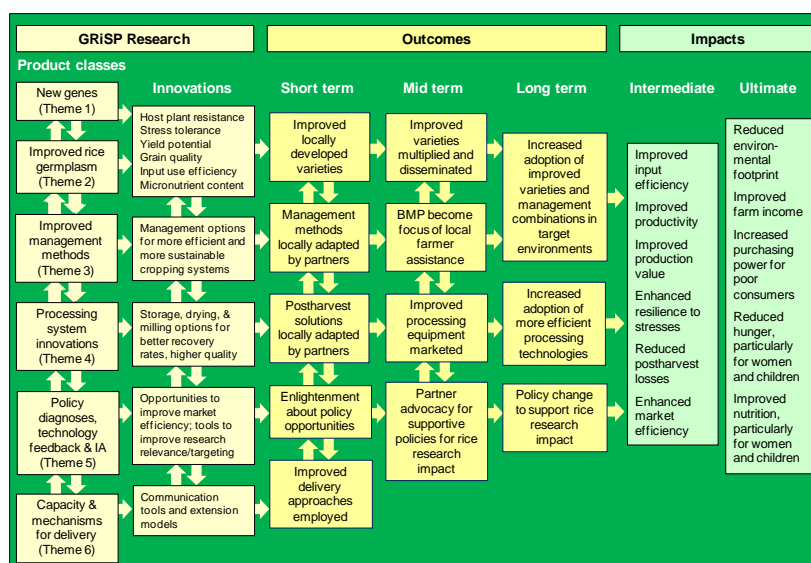 GRiSP Research
Outcomes
Impacts
Product classes
Innovations
Short term
Mid term
Long term
Intermediate
Ultimate
New genes
(Theme 1)
Improved rice
germplasm
(Theme 2)
Improved
management
methods
(Theme 3)
Processing
system
innovations
(Theme 4)
Policy
diagnoses,
technology
feedback & IA
(Theme 5)
Capacity &
mechanisms
for delivery
(Theme 6)
Host plant resistance
Stress tolerance
Yield potential
Grain quality
Input use efficiency
Micronutrient content
Management options
for more efficient and
more sustainable
cropping systems
Storage, drying, &
milling options for
better recovery
rates, higher quality
Opportunities to
improve market
efficiency; tools to
improve research
relevance/targeting
Communication
tools and extension
models
Improved
locally
developed
varieties
Management
methods
locally adapted
by partners
Postharvest
solutions
locally adapted
by partners
Enlightenment
about policy
opportunities
Improved
delivery
approaches
employed
Improved
varieties
multiplied and
disseminated
BMP become
focus of local
farmer
assistance
Improved
processing
equipment
marketed
Partner
advocacy for
supportive
policies for rice
research
impact
Increased
adoption of
improved
varieties and
management
combinations in
target
environments
Increased
adoption of
more efficient
processing
technologies
Policy change
to support rice
research
impact
Improved
input
efficiency
Improved
productivity
Improved
production
value
Enhanced
resilience to
stresses
Reduced
postharvest
losses
Enhanced
market
efficiency
Reduced
environ-
mental
footprint
Improved
farm income
Increased
purchasing
power for
poor
consumers
Reduced
hunger,
particularly
for women
and children
Improved
nutrition,
particularly
for women
and children